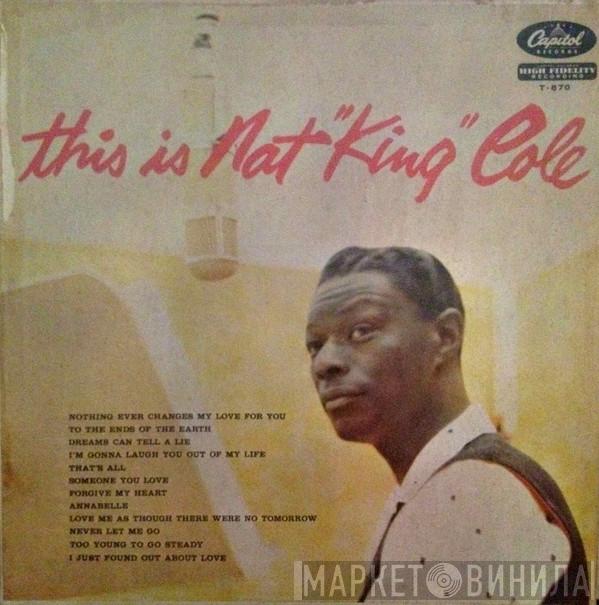 Capitol
RECORDS
HIGH FIDELITY
RECORDING
T-870
this is Nat "King" Cole
NOTHING EVER CHANGES MY LOVE FOR YOU
TO THE ENDS OF THE EARTH
DREAMS CAN TELL A LIE
I'M GONNA LAUGH YOU OUT OF MY LIFE
THAT'S ALL
SOMEONE YOU LOVE
FORGIVE MY HEART
ANNABELLE
LOVE ME AS THOUGH THERE WERE NO TOMORROW
NEVER LET ME GO
TOO YOUNG TO GO STEADY
I JUST FOUND OUT ABOUT LOVE
МАРКЕТ ВИНИЛА